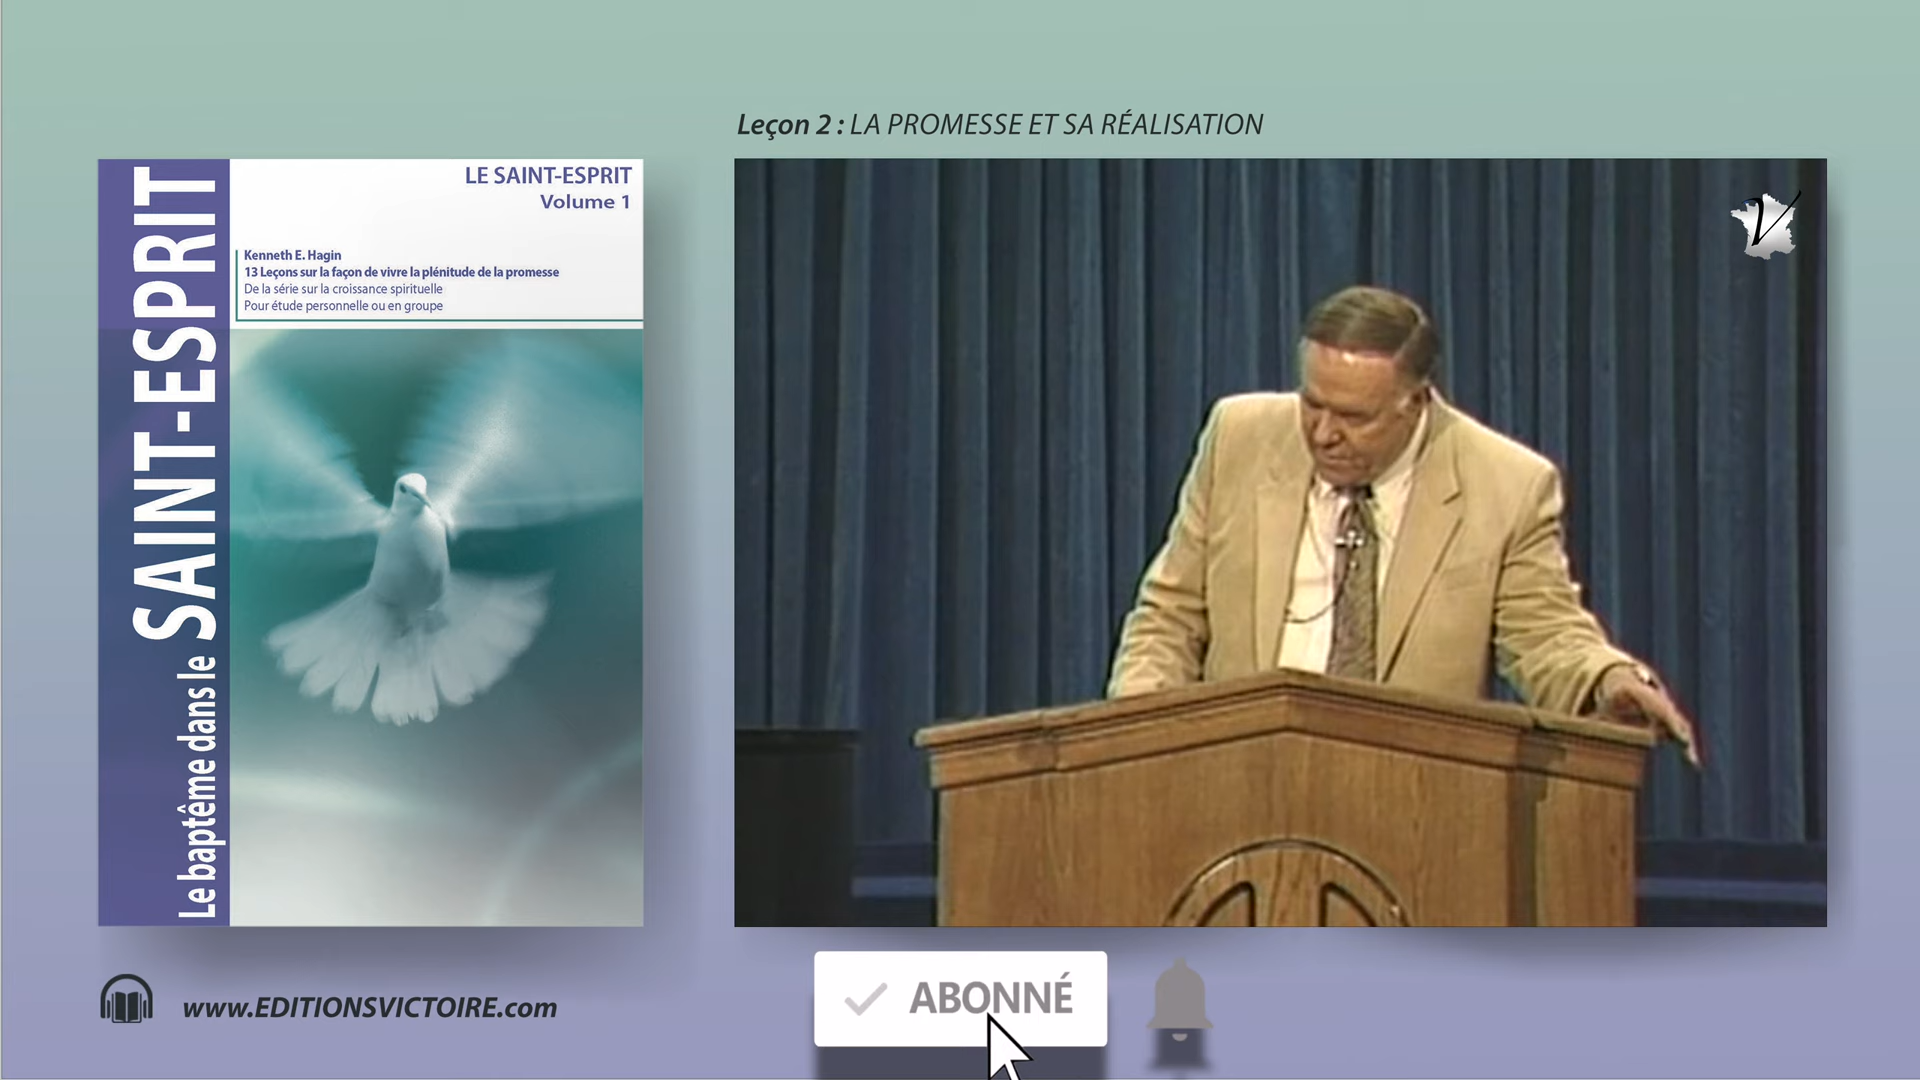 Leçon 2 : LA PROMESSE ET SA RÉALISATION
LE SAINT-ESPRIT
Volume 1
Kenneth E. Hagin
13 Leçons sur la façon de vivre la plénitude de la promesse
De la série sur la croissance spirituelle
Pour étude personnelle ou en groupe
Le baptême dans le SAINT-ESPRIT
V
www.EDITIONSVICTOIRE.com
ABONNÉ